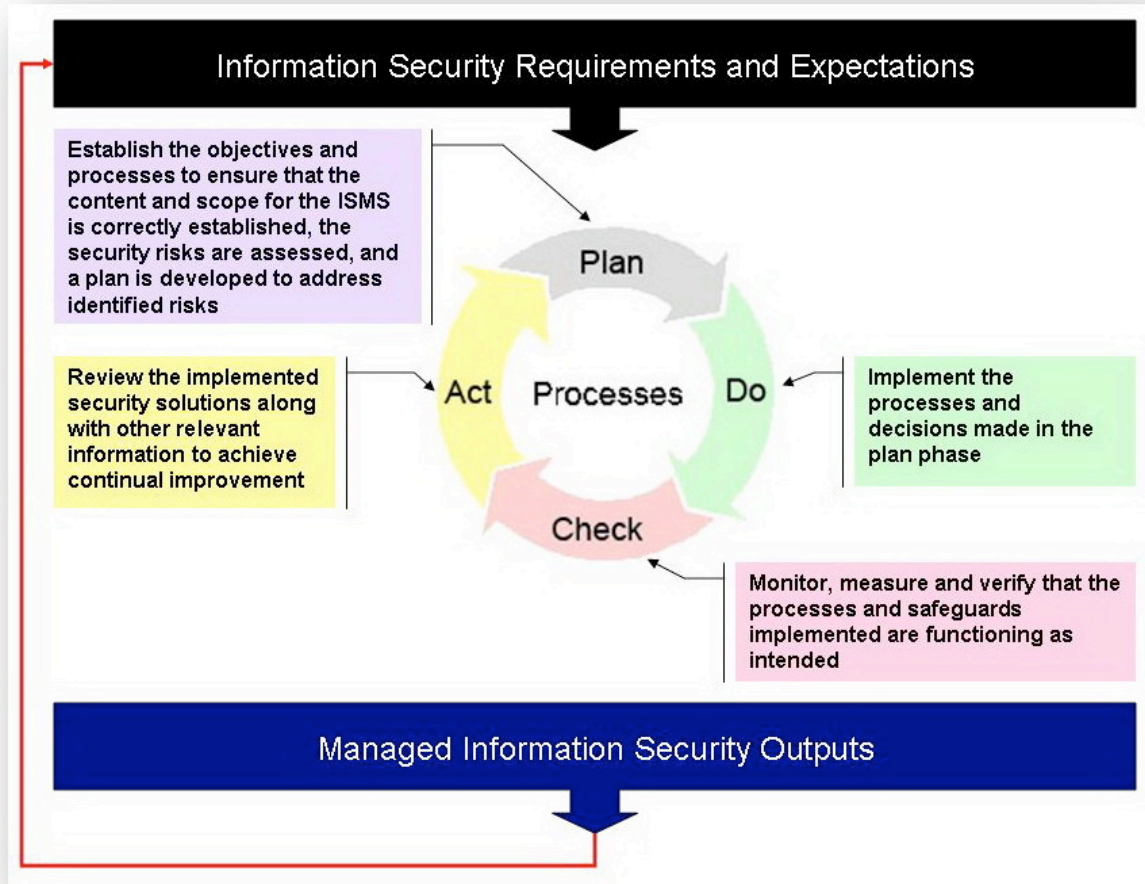 Information Security Requirements and Expectations
Establish the objectives and
processes to ensure that the
content and scope for the ISMS
is correctly established, the
security risks are assessed, and
a plan is developed to address
identified risks
Plan
Review the implemented
security solutions along
with other relevant
information to achieve
continual improvement
Act
Processes
Do
Implement the
processes and
decisions made in the
plan phase
Check
Monitor, measure and verify that the
processes and safeguards
implemented are functioning as
intended
Managed Information Security Outputs